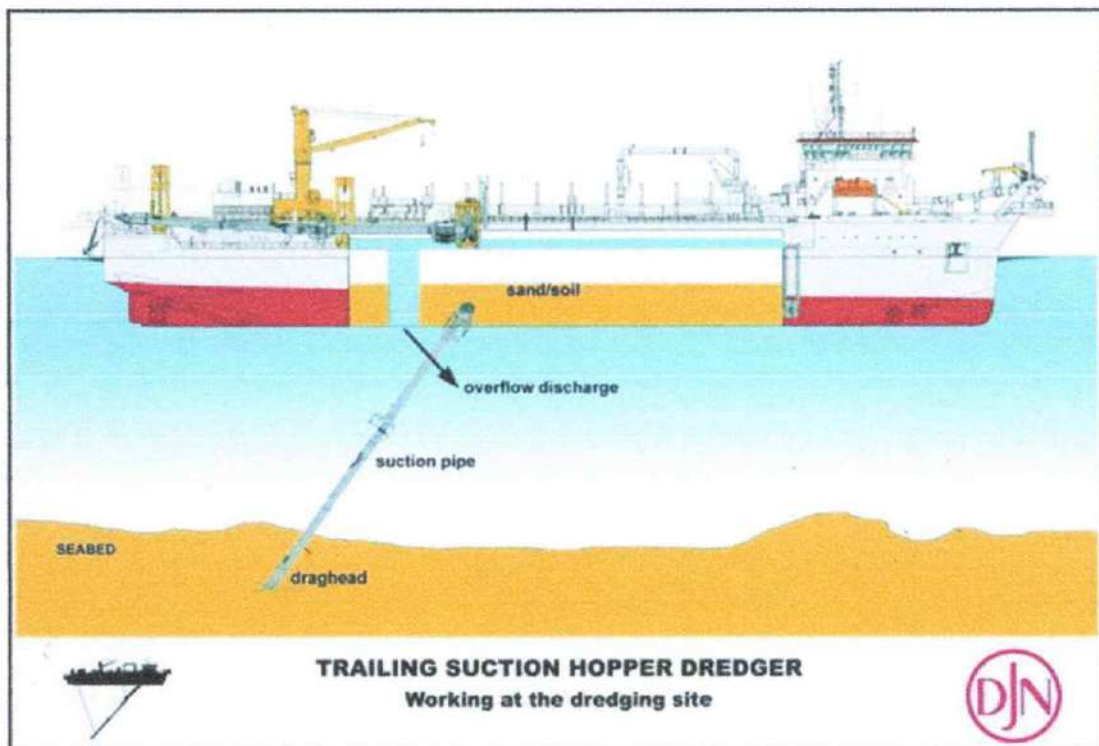 sand/soil
overflow discharge
suction pipe
SEABED
draghead
TRAILING SUCTION HOPPER DREDGER
Working at the dredging site
DJN